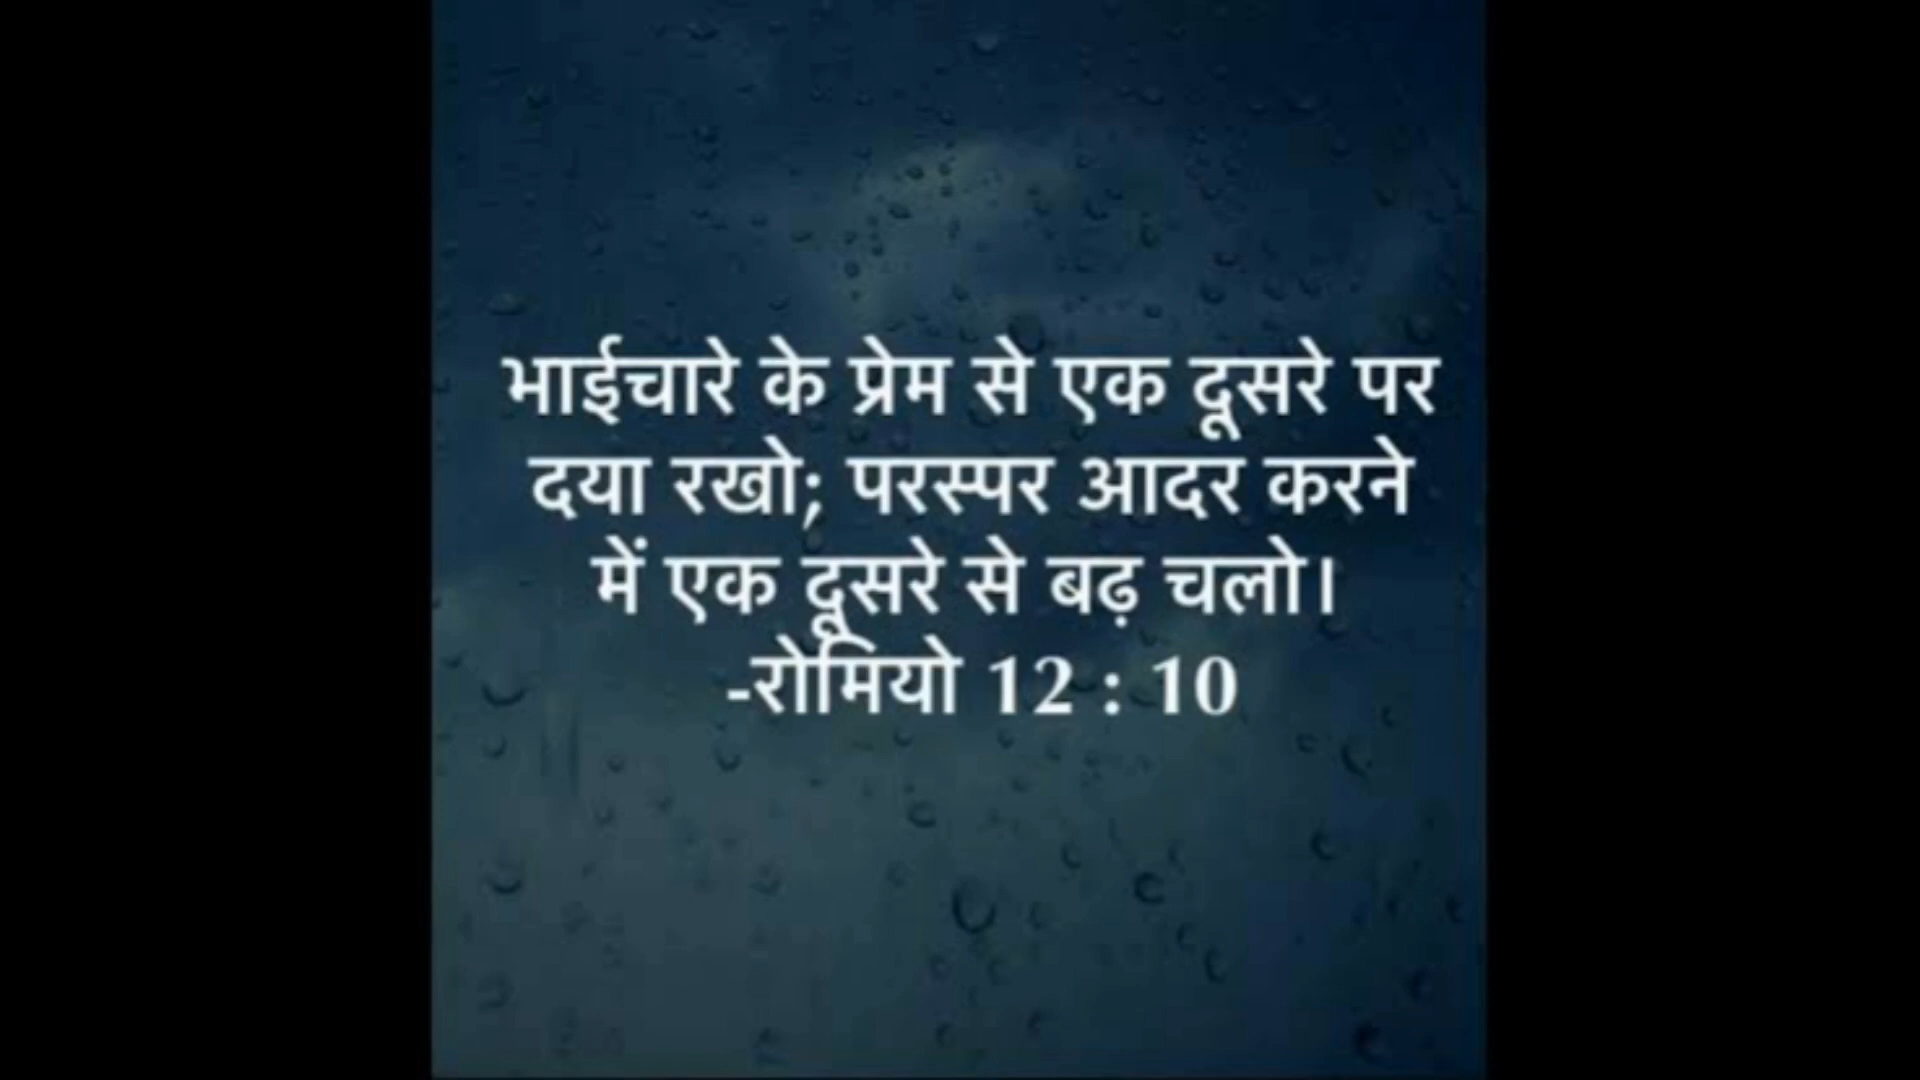 भाईचारे के प्रेम से एक दूसरे पर
दया रखो; परस्पर आदर करने
में एक दूसरे से बढ़ चलो।
-रोमियो 12 : 10